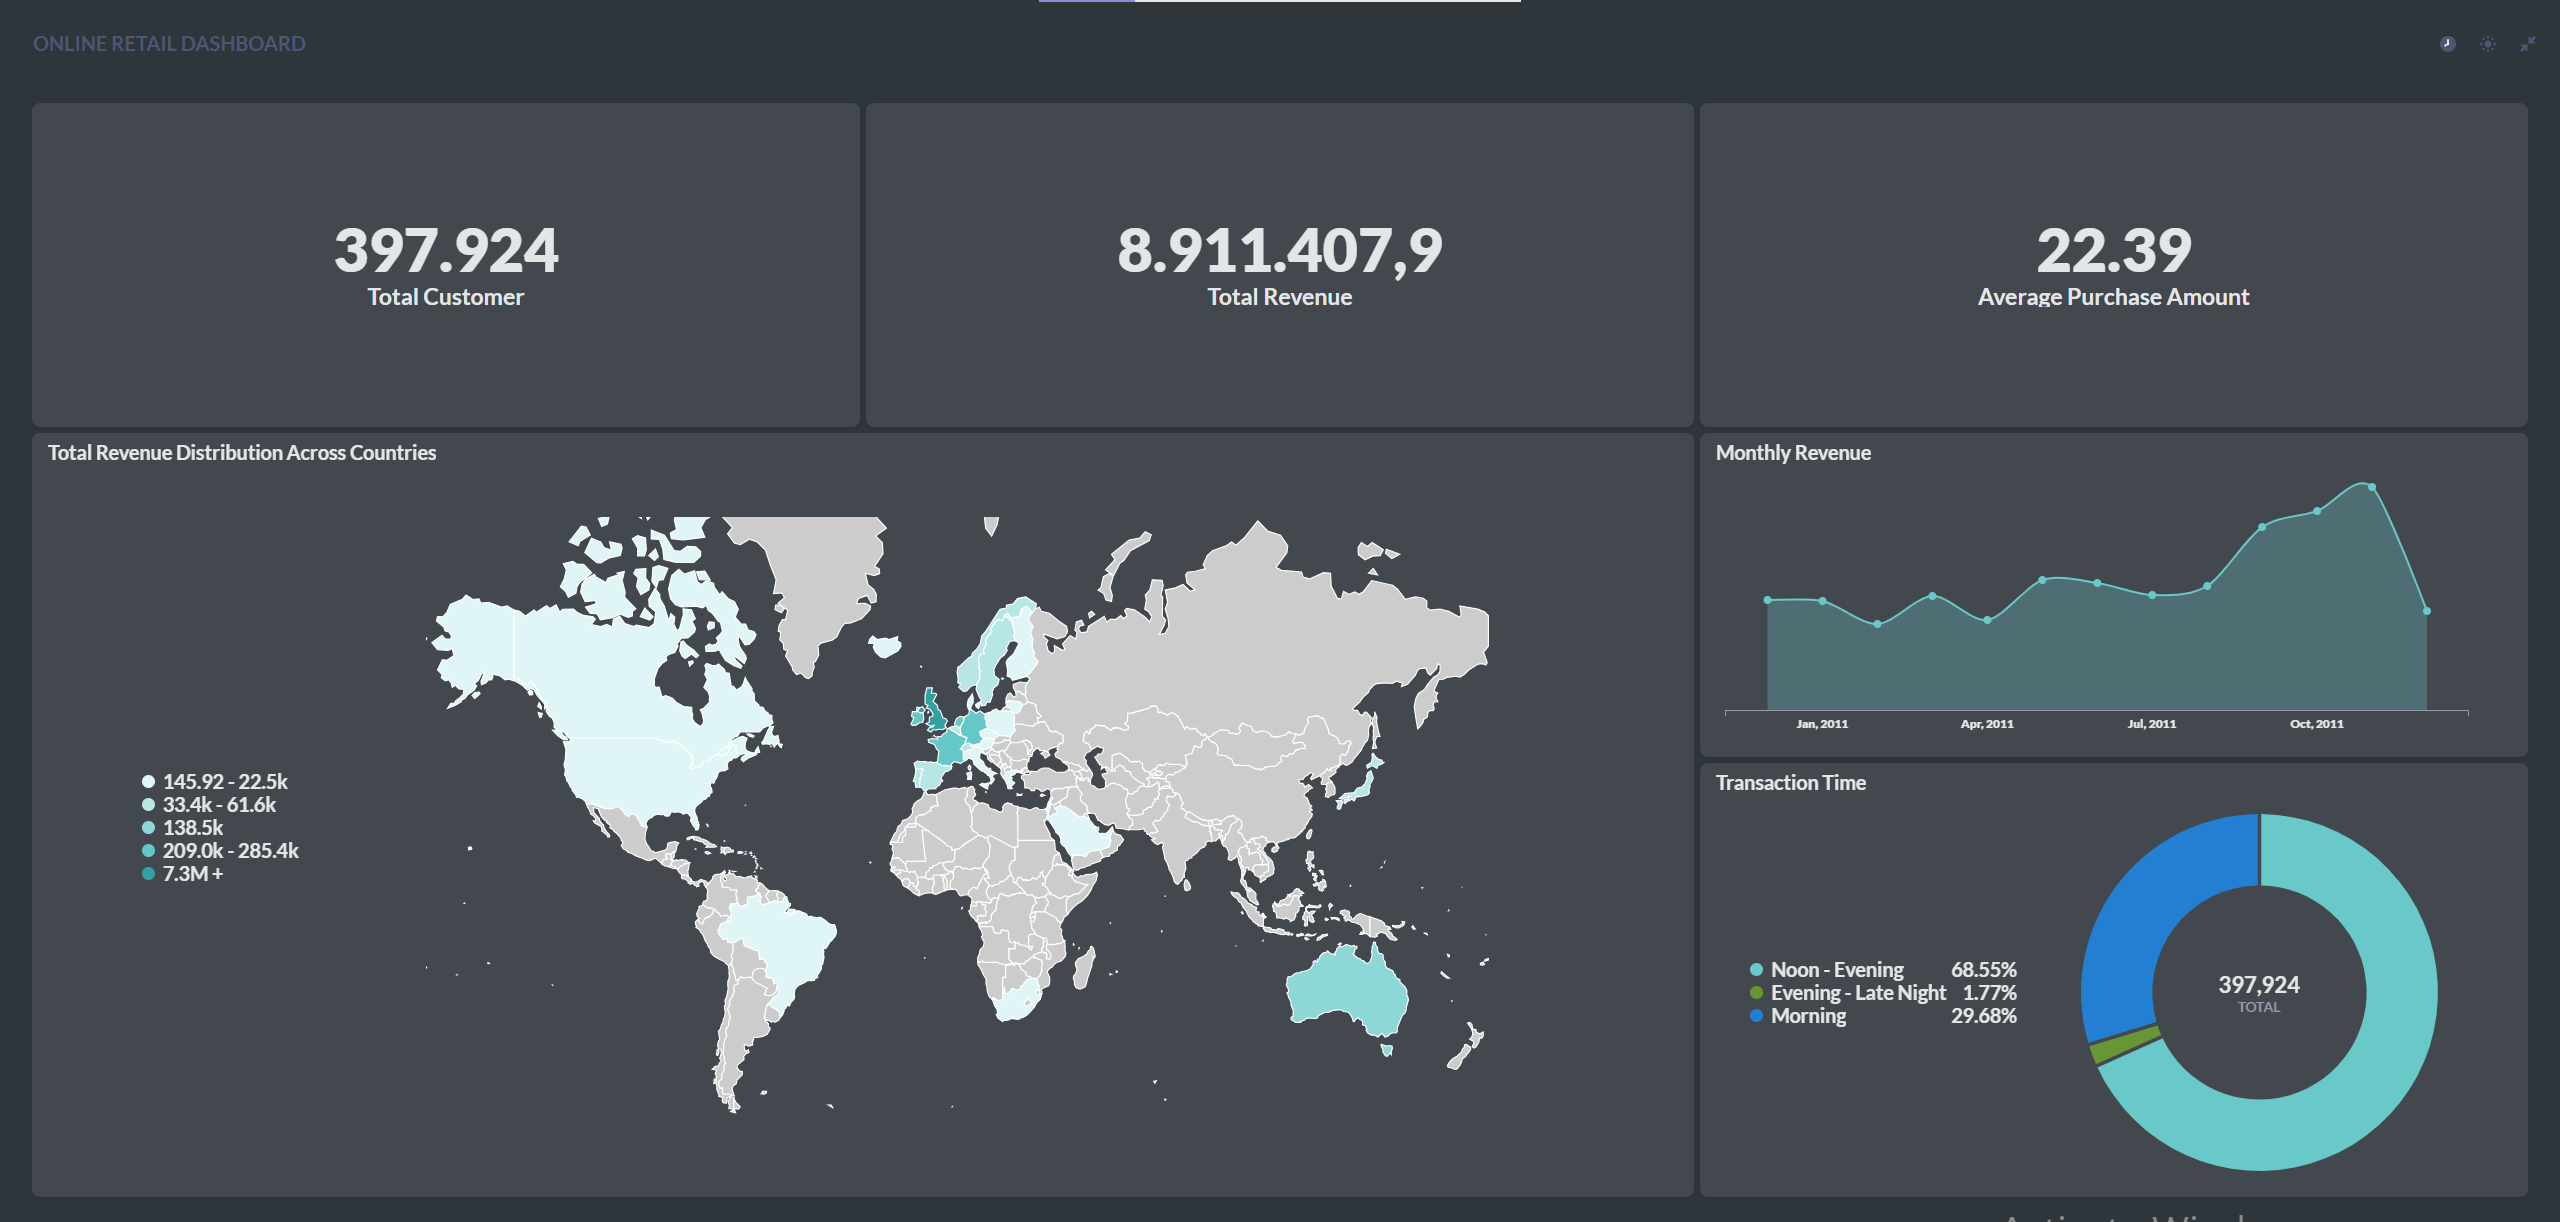 ONLINE RETAIL DASHBOARD
397.924
Total Customer
8.911.407,9
Total Revenue
22.39
Average Purchase Amount
Total Revenue Distribution Across Countries
145.92 - 22.5k
33.4k - 61.6k
138.5k
209.0k - 285.4k
7.3M +
Monthly Revenue
Jan, 2011
Apr, 2011
Jul, 2011
Oct, 2011
Transaction Time
Noon - Evening 68.55%
Evening - Late Night 1.77%
Morning 29.68%
397,924
TOTAL